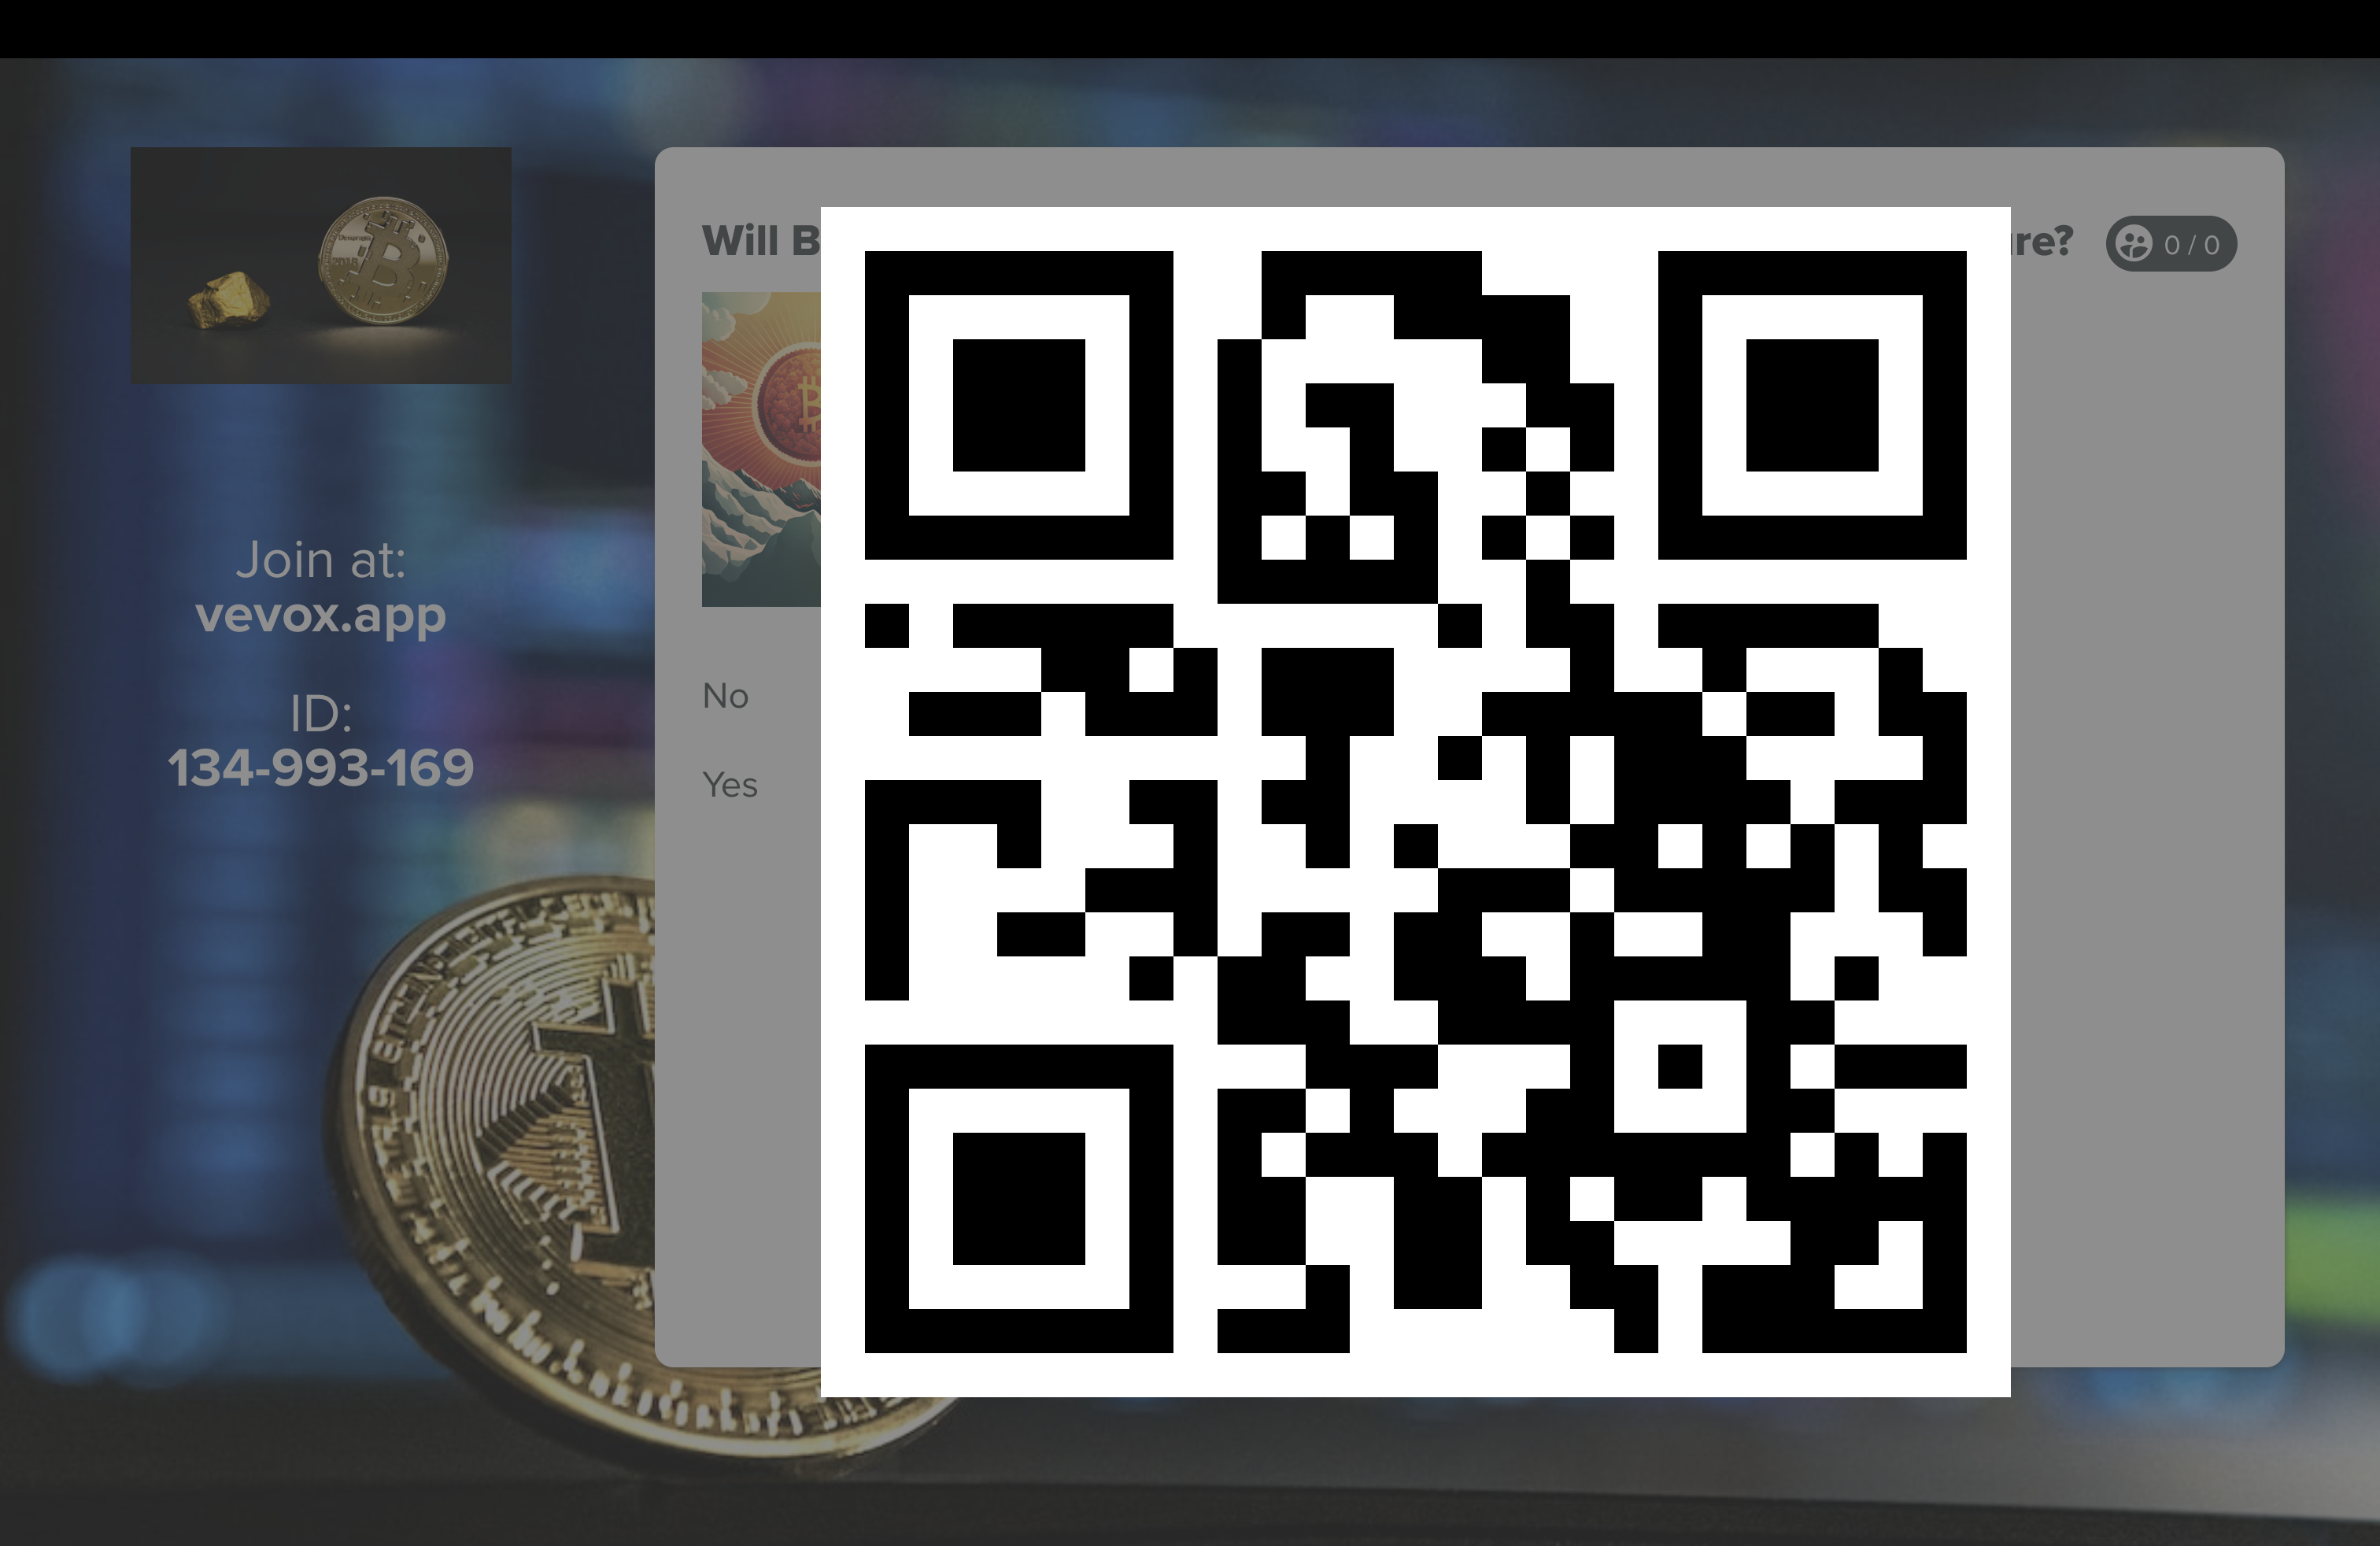 Join at:
vevox.app
ID:
134-993-169
Will B
re?
0 / 0
No
Yes